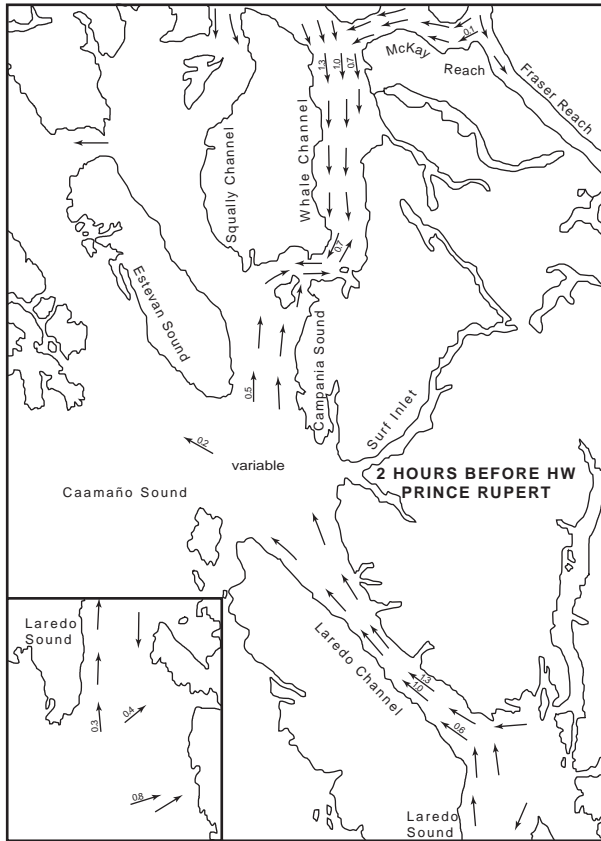 0.1
McKay
Reach
Fraser Reach
1.3
1.0
0.7
Squally Channel
Whale Channel
0.7
Estevan Sound
Campania Sound
0.5
Surf Inlet
0.2
variable
2 HOURS BEFORE HW
PRINCE RUPERT
Caamaño Sound
Laredo
Sound
Laredo Channel
1.3
1.0
0.6
0.3
0.4
0.8
Laredo
Sound